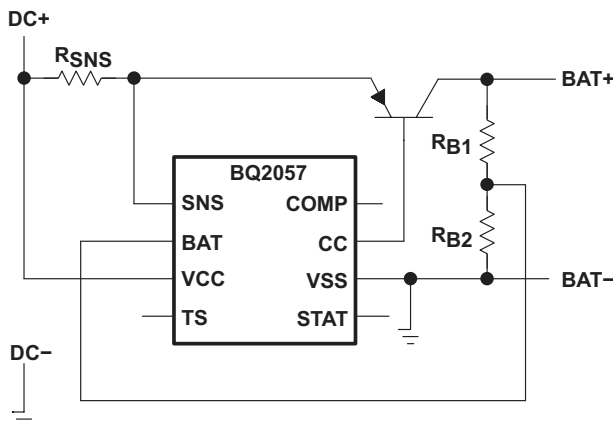 DC+
RSNS
BAT+
RB1
BQ2057
SNS
COMP
BAT
CC
RB2
VCC
VSS
BAT−
TS
STAT
DC−